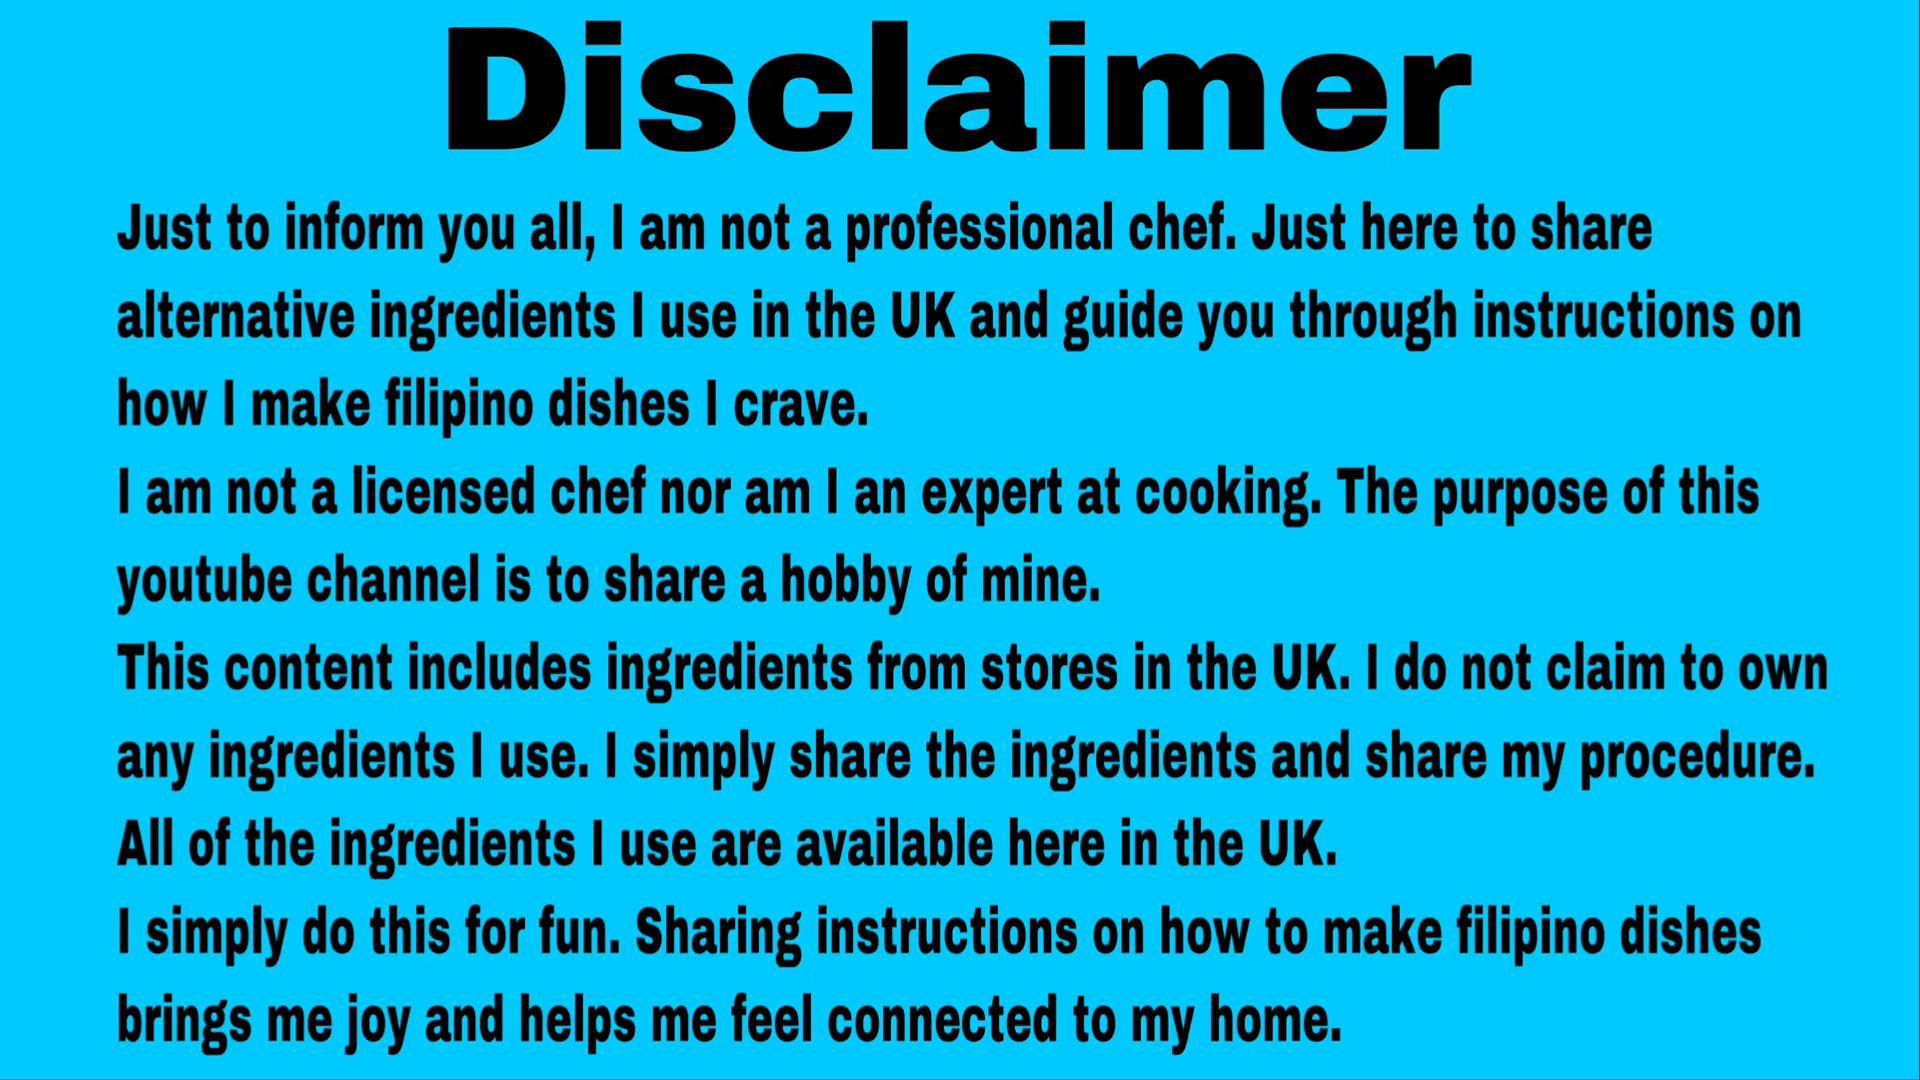 Disclaimer
Just to inform you all, I am not a professional chef. Just here to share
alternative ingredients I use in the UK and guide you through instructions on
how I make filipino dishes I crave.
I am not a licensed chef nor am I an expert at cooking. The purpose of this
youtube channel is to share a hobby of mine.
This content includes ingredients from stores in the UK. I do not claim to own
any ingredients I use. I simply share the ingredients and share my procedure.
All of the ingredients I use are available here in the UK.
I simply do this for fun. Sharing instructions on how to make filipino dishes
brings me joy and helps me feel connected to my home.